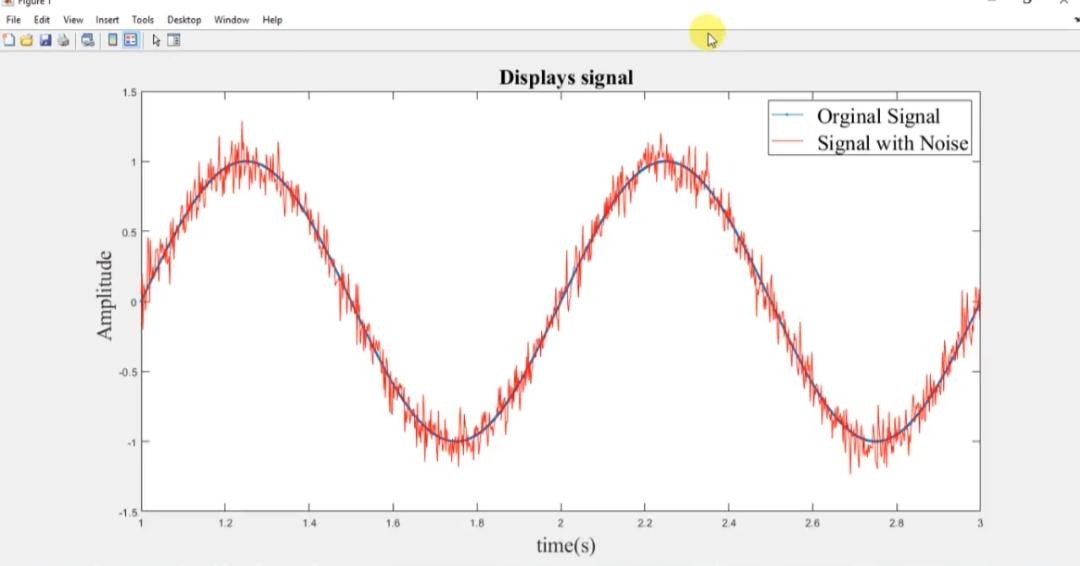 Figure 1
File Edit View Insert Tools Desktop Window Help
Displays signal
1.5
1
0.5
0
-0.5
-1
-1.5
Amplitude
Orginal Signal
Signal with Noise
1 1.2 1.4 1.6 1.8 2 2.2 2.4 2.6 2.8 3
time(s)